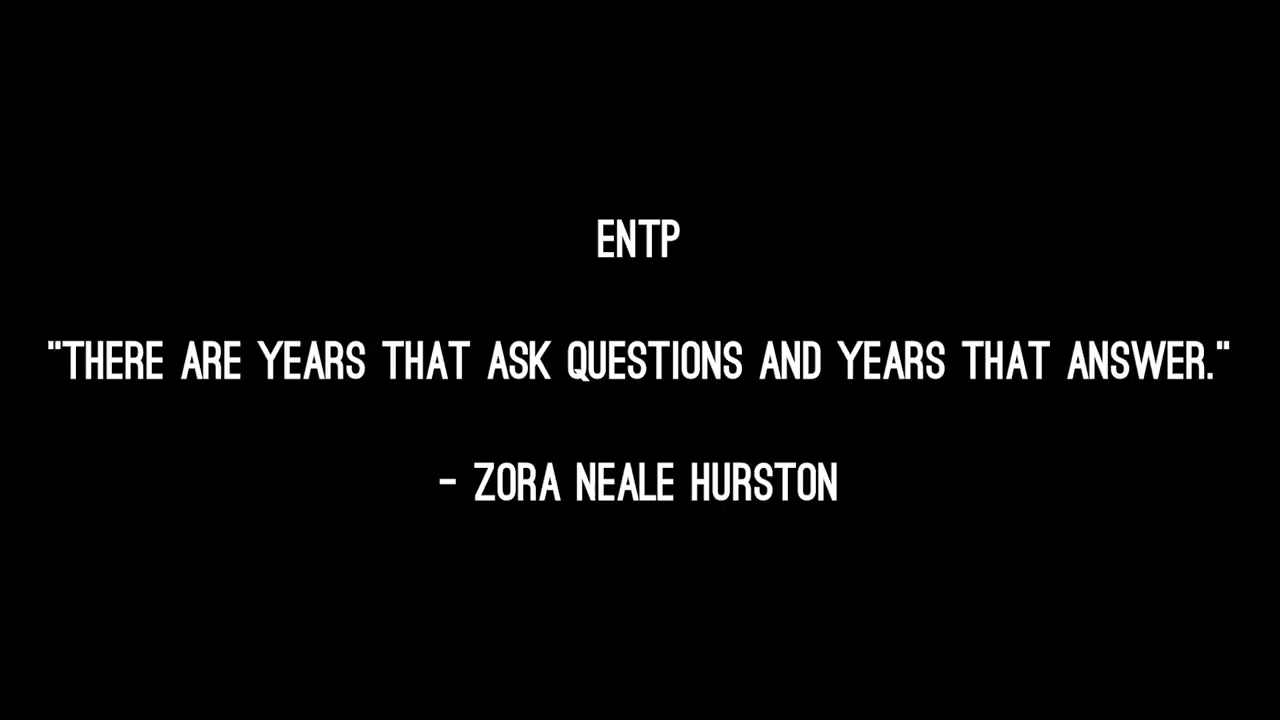 ENTP
"THERE ARE YEARS THAT ASK QUESTIONS AND YEARS THAT ANSWER."
- ZORA NEALE HURSTON